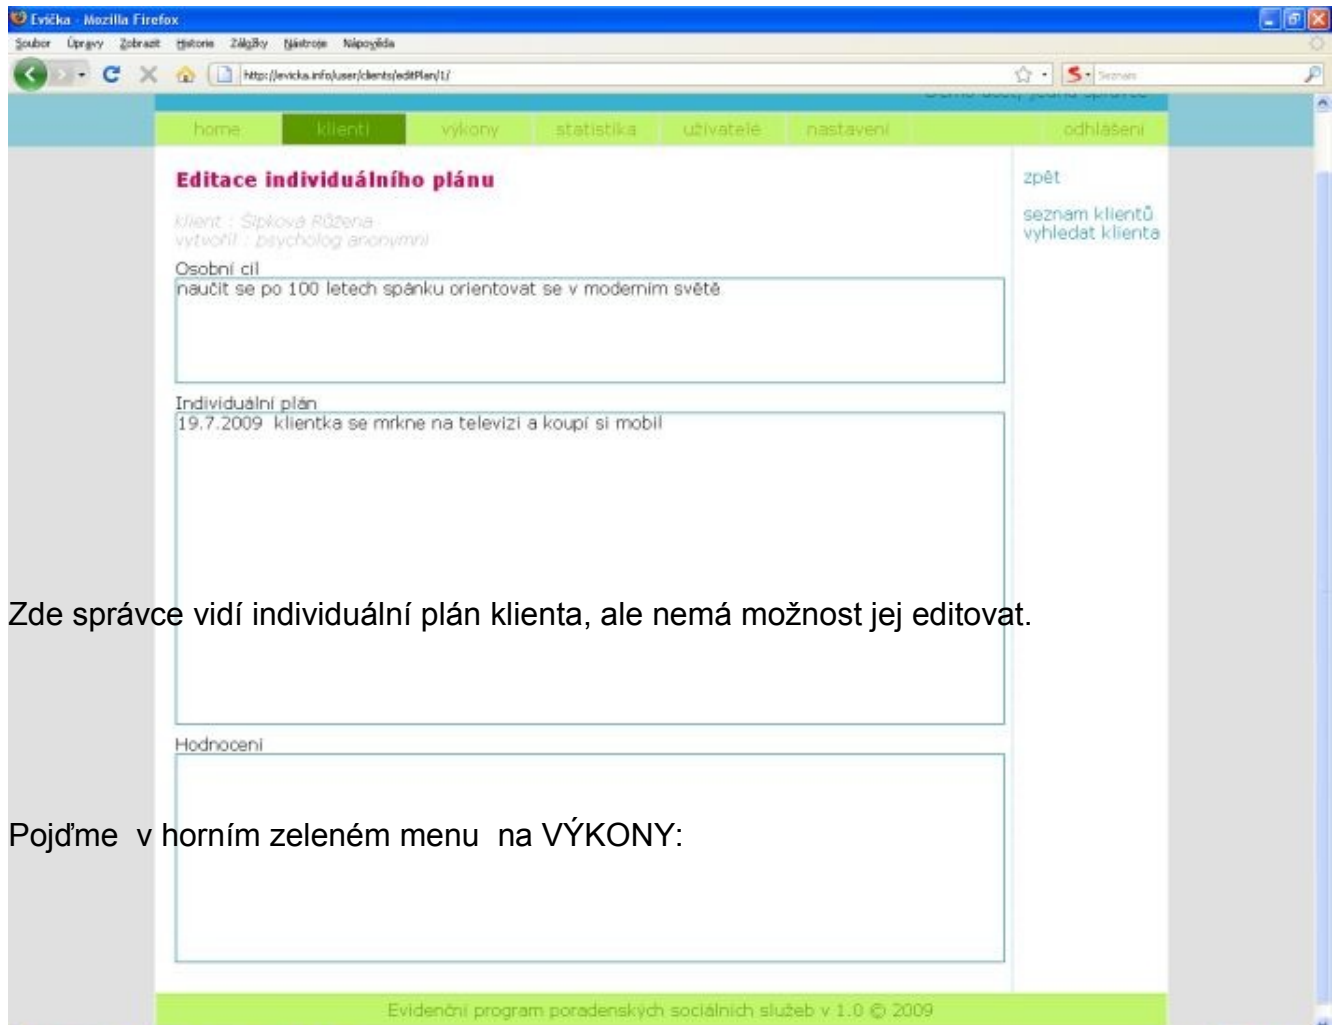 Evička - Mozilla Firefox
Soubor Úpravy Zobrazit Historie Záložky Nástroje Nápověda
http://evicka.info/user/clients/editPlan/1/
Seznam
home klienti výkony statistika uživatelé nastavení odhlášení
Editace individuálního plánu
zpět
klient : Šípková Růžena
vytvořil : psycholog anonymní
seznam klientů
vyhledat klienta
Osobní cíl
naučit se po 100 letech spánku orientovat se v moderním světě
Individuální plán
19.7.2009 klientka se mrkne na televizi a koupí si mobil
Zde správce vidí individuální plán klienta, ale nemá možnost jej editovat.
Hodnocení
Pojďme v horním zeleném menu na VÝKONY:
Evidenční program poradenských sociálních služeb v 1.0 © 2009